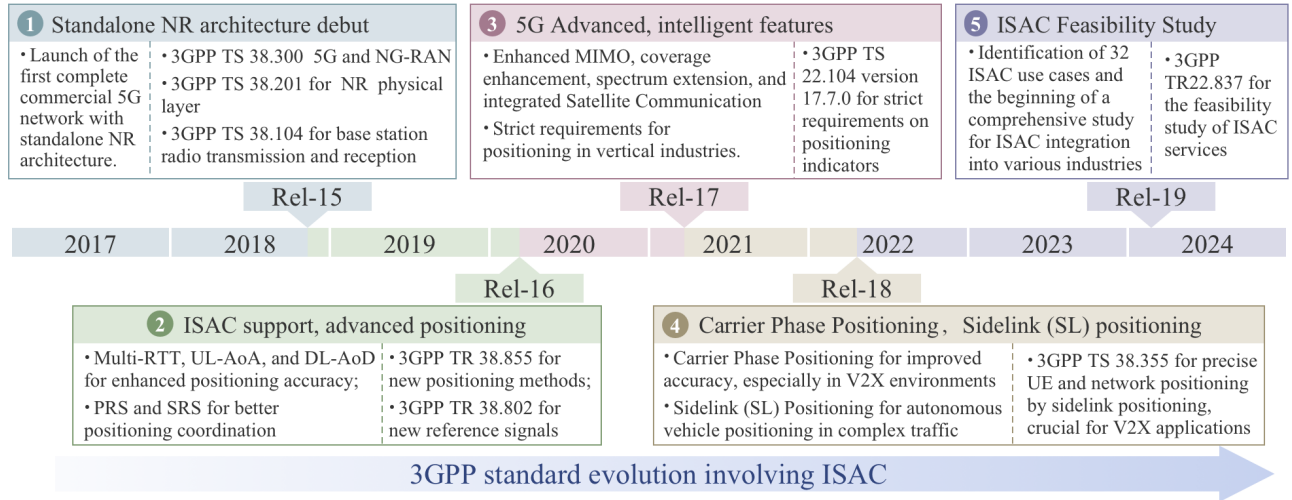 1 Standalone NR architecture debut
• Launch of the
first complete
commercial 5G
network with
standalone NR
architecture.
• 3GPP TS 38.300 5G and NG-RAN
• 3GPP TS 38.201 for NR physical
layer
• 3GPP TS 38.104 for base station
radio transmission and reception
3 5G Advanced, intelligent features
• Enhanced MIMO, coverage
enhancement, spectrum extension, and
integrated Satellite Communication
• Strict requirements for
positioning in vertical industries.
• 3GPP TS
22.104 version
17.7.0 for strict
requirements on
positioning
indicators
5 ISAC Feasibility Study
• Identification of 32
ISAC use cases and
the beginning of a
comprehensive study
for ISAC integration
into various industries
• 3GPP
TR22.837 for
the feasibility
study of ISAC
services
Rel-15
Rel-17
Rel-19
2017 2018 2019 2020 2021 2022 2023 2024
Rel-16
Rel-18
2 ISAC support, advanced positioning
• Multi-RTT, UL-AoA, and DL-AoD
for enhanced positioning accuracy;
• PRS and SRS for better
positioning coordination
• 3GPP TR 38.855 for
new positioning methods;
• 3GPP TR 38.802 for
new reference signals
4 Carrier Phase Positioning, Sidelink (SL) positioning
• Carrier Phase Positioning for improved
accuracy, especially in V2X environments
• Sidelink (SL) Positioning for autonomous
vehicle positioning in complex traffic
• 3GPP TS 38.355 for precise
UE and network positioning
by sidelink positioning,
crucial for V2X applications
3GPP standard evolution involving ISAC